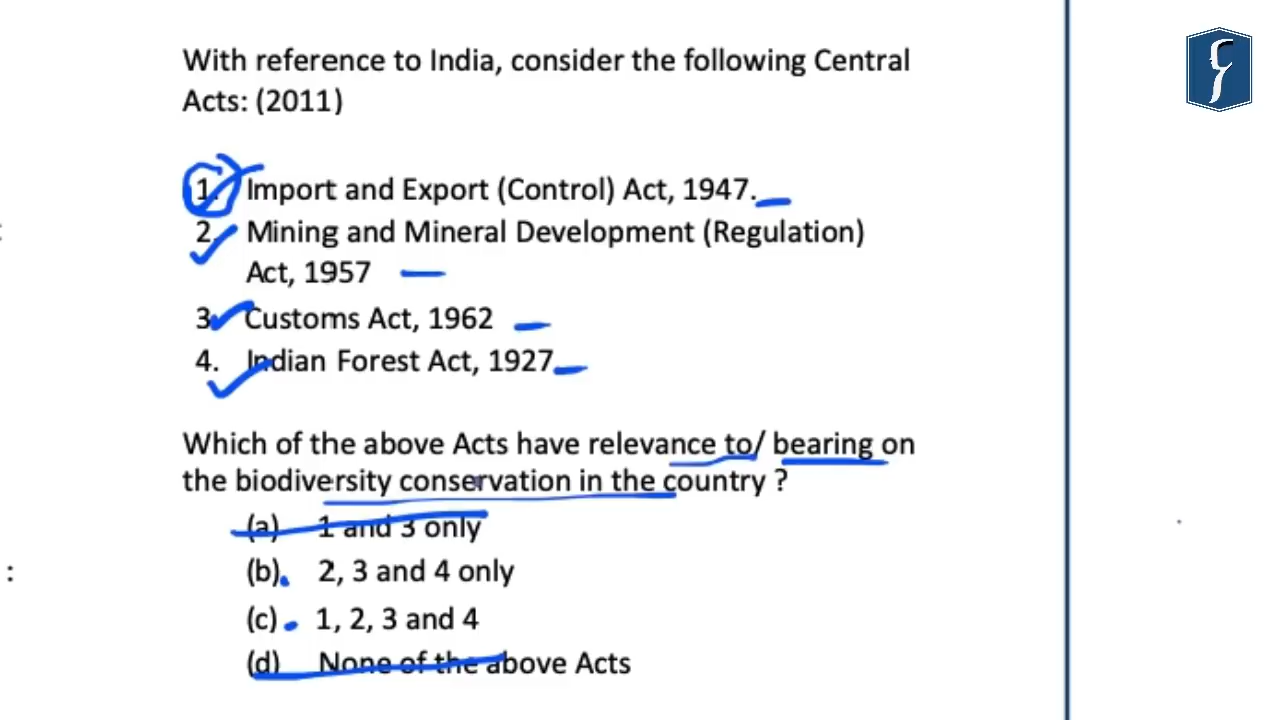 With reference to India, consider the following Central
Acts: (2011)
1. Import and Export (Control) Act, 1947.
2. Mining and Mineral Development (Regulation)
Act, 1957
3. Customs Act, 1962
4. Indian Forest Act, 1927
Which of the above Acts have relevance to/ bearing on
the biodiversity conservation in the country ?
(a) 1 and 3 only
: (b). 2, 3 and 4 only
(c) 1, 2, 3 and 4
(d) None of the above Acts